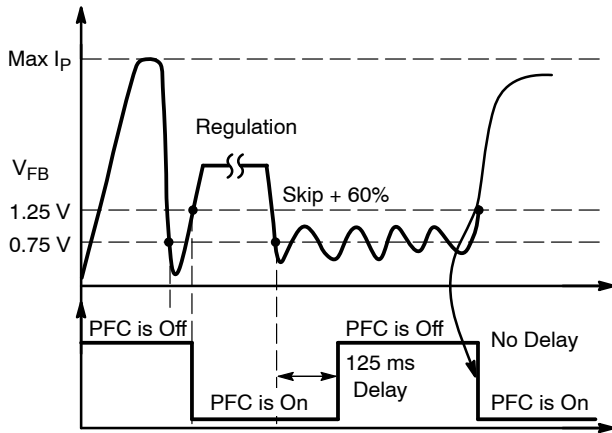 Max IP
Regulation
VFB
Skip + 60%
1.25 V
0.75 V
PFC is Off
PFC is Off
No Delay
125 ms
Delay
PFC is On
PFC is On